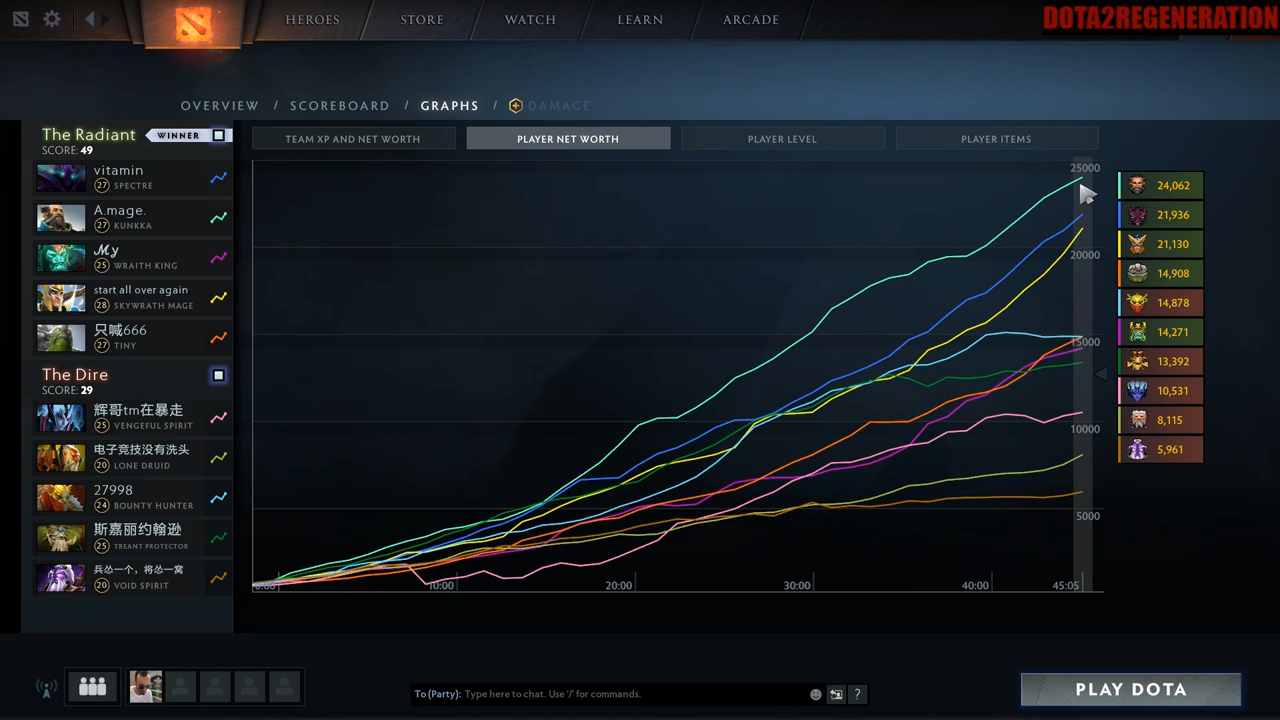 HEROES
STORE
WATCH
LEARN
ARCADE
DOTA2REGENERATION
OVERVIEW / SCOREBOARD / GRAPHS / DAMAGE
The Radiant WINNER
SCORE: 49
vitamin
27 SPECTRE
A.mage.
27 KUNKKA
My
25 WRAITH KING
start all over again
28 SKYWRATH MAGE
只喊666
27 TINY
The Dire
SCORE: 29
辉哥tm在暴走
25 VENGEFUL SPIRIT
电子竞技没有洗头
20 LONE DRUID
27998
24 BOUNTY HUNTER
斯嘉丽约翰逊
25 TREANT PROTECTOR
兵怂一个，将怂一窝
20 VOID SPIRIT
TEAM XP AND NET WORTH
PLAYER NET WORTH
PLAYER LEVEL
PLAYER ITEMS
25000
20000
15000
10000
5000
0:00
10:00
20:00
30:00
40:00
45:05
24,062
21,936
21,130
14,908
14,878
14,271
13,392
10,531
8,115
5,961
To (Party): Type here to chat. Use '/' for commands.
?
PLAY DOTA